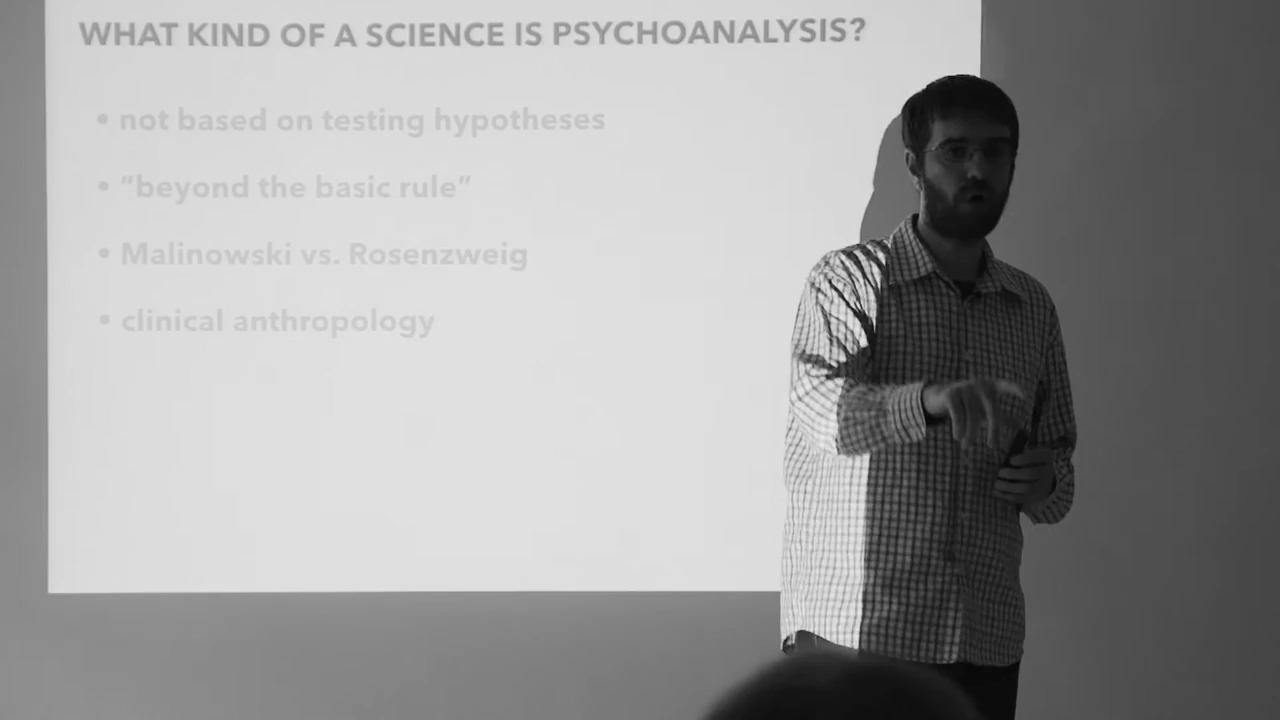 WHAT KIND OF A SCIENCE IS PSYCHOANALYSIS?
• not based on testing hypotheses
• “beyond the basic rule”
• Malinowski vs. Rosenzweig
• clinical anthropology